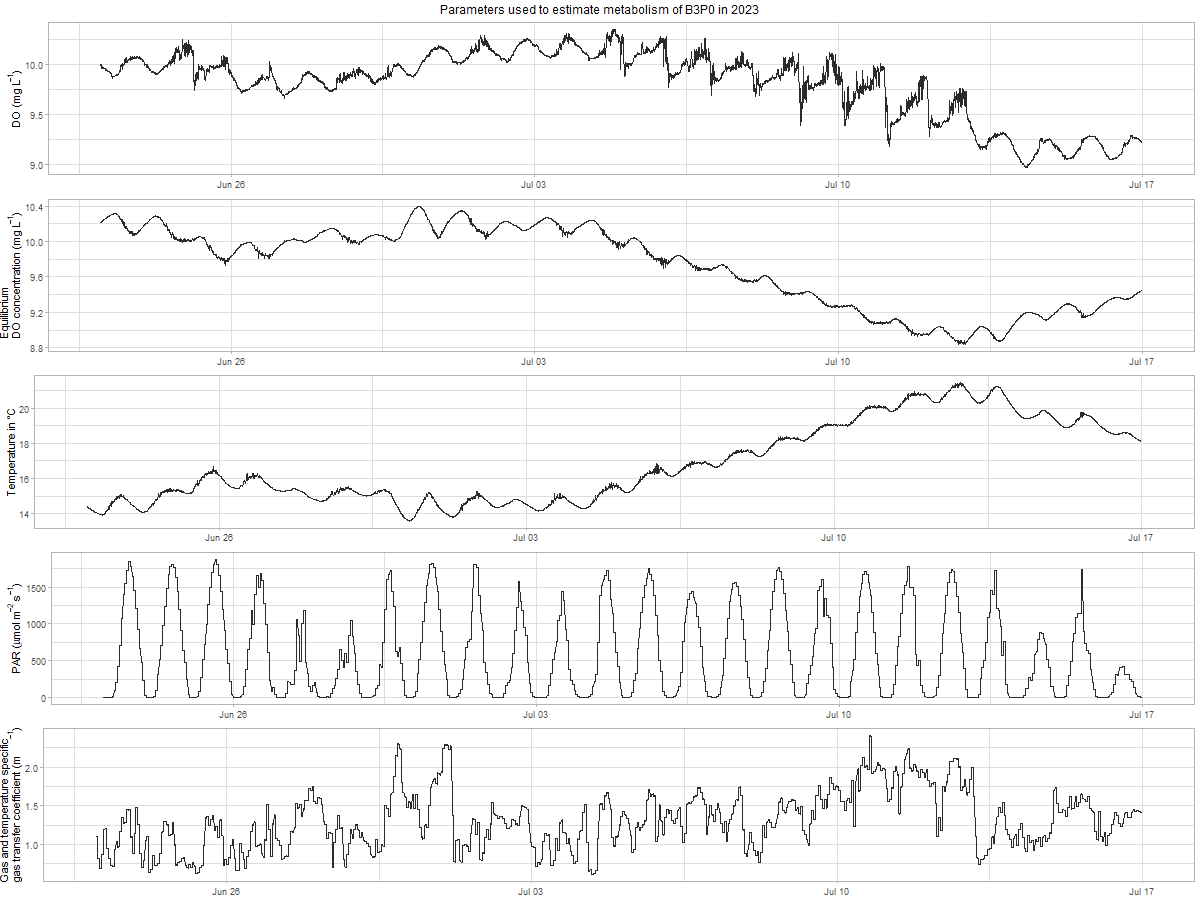 Parameters used to estimate metabolism of B3P0 in 2023
DO (mg L⁻¹)
10.0
9.5
9.0
Jun 26 Jul 03 Jul 10 Jul 17
Equilibrium
DO concentration (mg L⁻¹)
10.4
10.0
9.6
9.2
8.8
Jun 26 Jul 03 Jul 10 Jul 17
Temperature in °C
20
18
16
14
Jun 26 Jul 03 Jul 10 Jul 17
PAR (umol m⁻² s⁻¹)
1500
1000
500
0
Jun 26 Jul 03 Jul 10 Jul 17
Gas and temperature specific
gas transfer coefficient (m⁻¹)
2.0
1.5
1.0
Jun 26 Jul 03 Jul 10 Jul 17